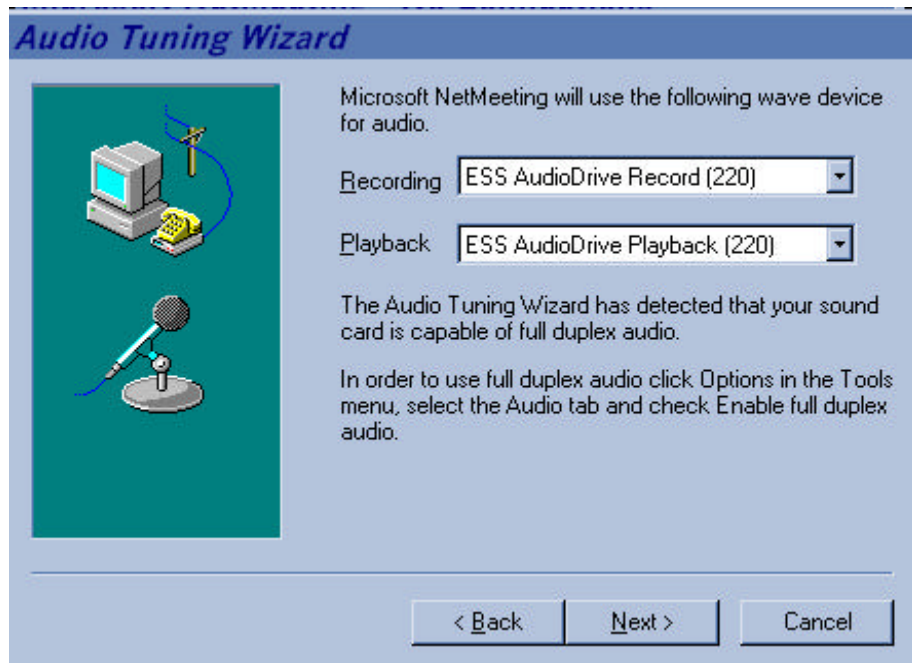 Audio Tuning Wizard
Microsoft NetMeeting will use the following wave device
for audio.
Recording ESS AudioDrive Record (220)
Playback ESS AudioDrive Playback (220)
The Audio Tuning Wizard has detected that your sound
card is capable of full duplex audio.
In order to use full duplex audio click Options in the Tools
menu, select the Audio tab and check Enable full duplex
audio.
< Back Next > Cancel